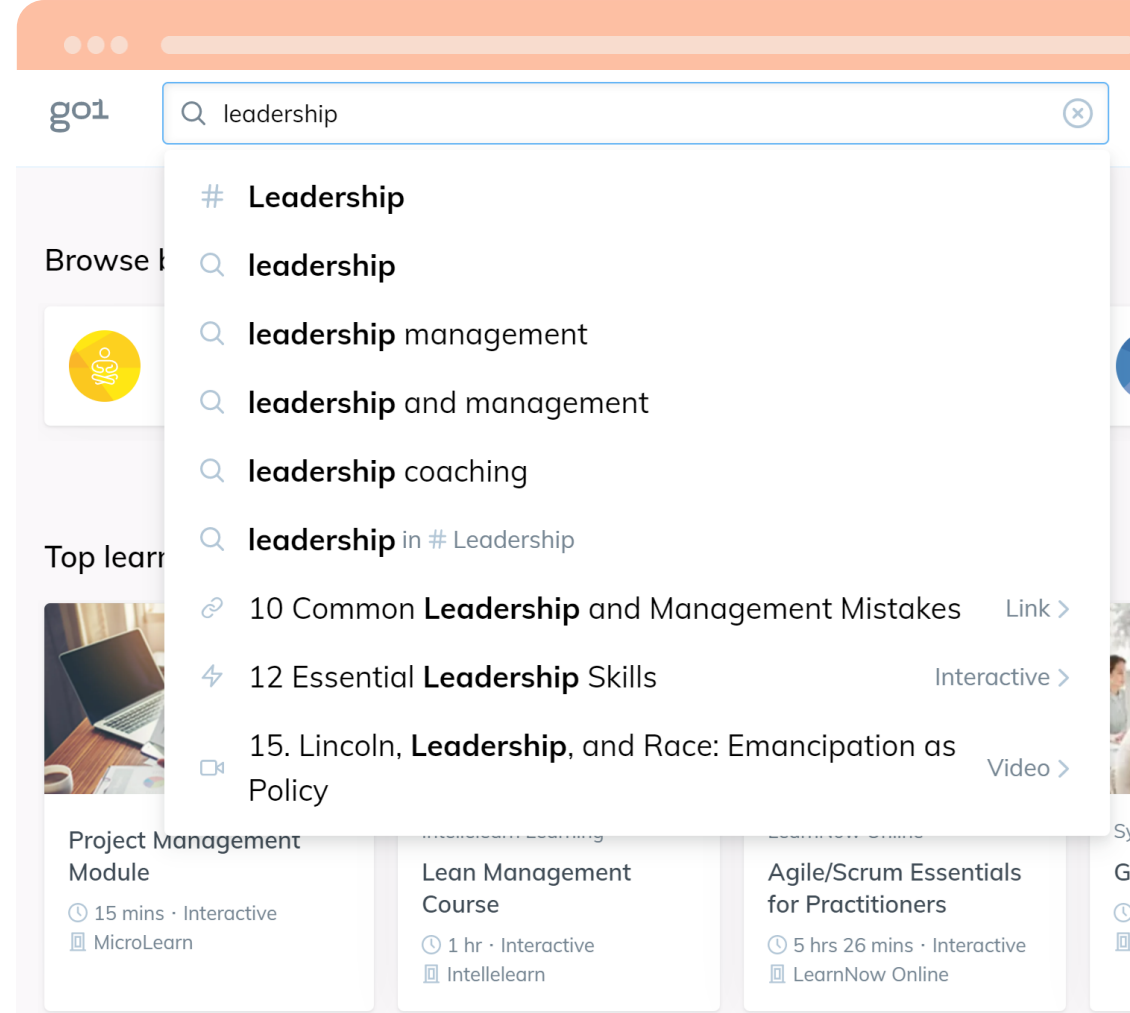 go1
leadership
# Leadership
leadership
leadership management
leadership and management
leadership coaching
leadership in # Leadership
10 Common Leadership and Management Mistakes Link
12 Essential Leadership Skills Interactive
15. Lincoln, Leadership, and Race: Emancipation as
Policy
Video
Browse
Top
Project Management
Module
15 mins · Interactive
MicroLearn
Lean Management
Course
1 hr · Interactive
Intellelearn
Agile/Scrum Essentials
for Practitioners
5 hrs 26 mins · Interactive
LearnNow Online